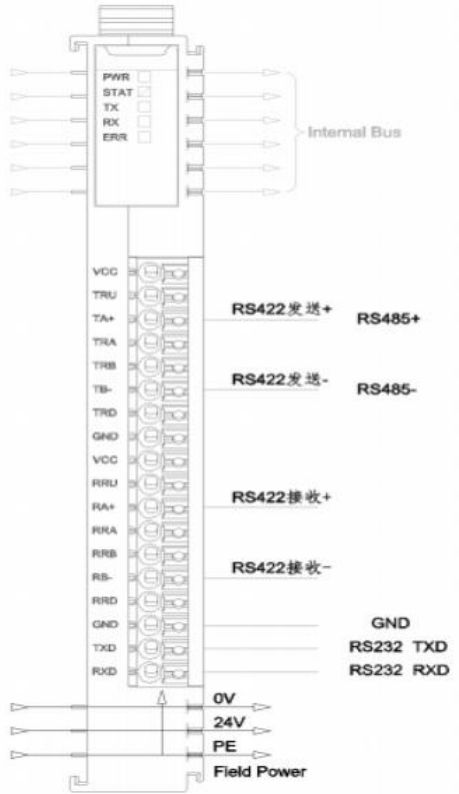 PWR
STAT
TX
RX
ERR
Internal Bus
VCC
TRU
TA+ RS422发送+ RS485+
TRA
TRB
TB- RS422发送- RS485-
TRD
GND
VCC
RRU
RA+ RS422接收+
RRA
RRB
RB- RS422接收-
RRD
GND GND
TXD RS232 TXD
RXD RS232 RXD
0V
24V
PE
Field Power